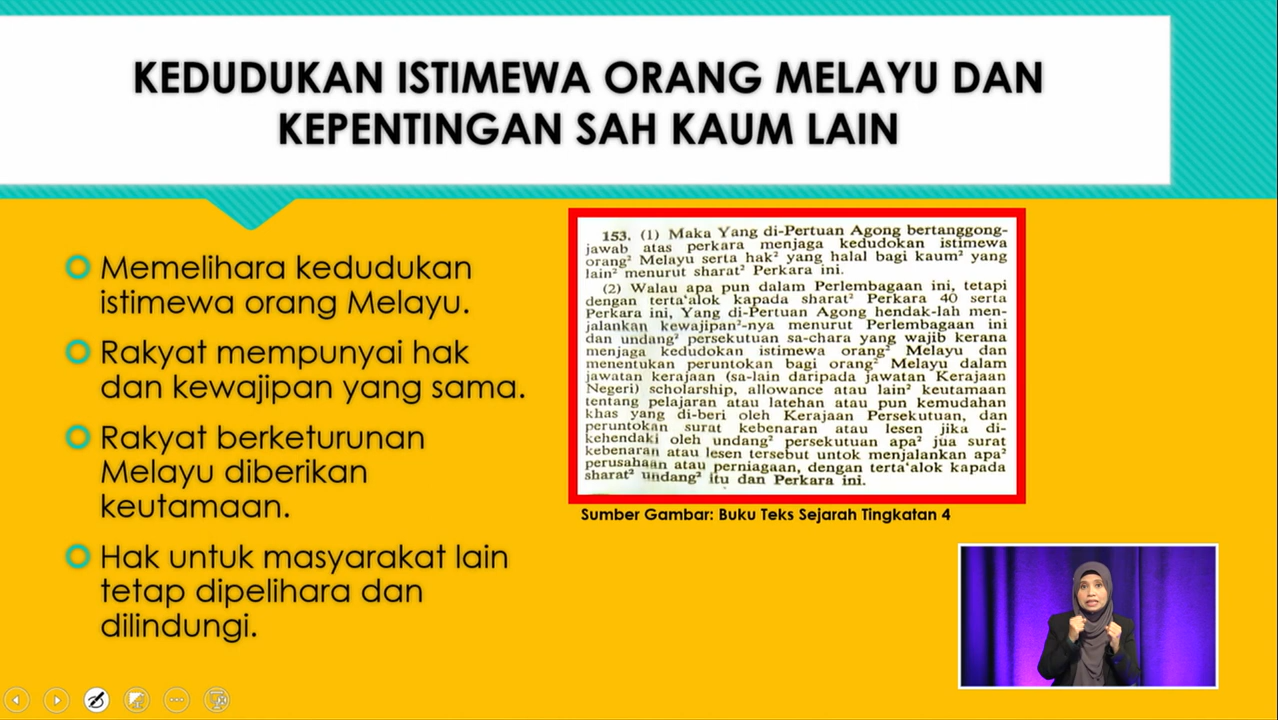 KEDUDUKAN ISTIMEWA ORANG MELAYU DAN
KEPENTINGAN SAH KAUM LAIN
Memelihara kedudukan
istimewa orang Melayu.
Rakyat mempunyai hak
dan kewajipan yang sama.
Rakyat berketurunan
Melayu diberikan
keutamaan.
Hak untuk masyarakat lain
tetap dipelihara dan
dilindungi.
153. (1) Maka Yang di-Pertuan Agong bertanggong-
jawab atas perkara menjaga kedudokan istimewa
orang² Melayu serta hak² yang halal bagi kaum² yang
lain² menurut sharat² Perkara ini.
(2) Walau apa pun dalam Perlembagaan ini, tetapi
dengan terta'alok kapada sharat² Perkara 40 serta
Perkara ini, Yang di-Pertuan Agong hendak-lah men-
jalankan kewajipan²-nya menurut Perlembagaan ini
dan undang² persekutuan sa-chara yang wajib kerana
menjaga kedudokan istimewa orang² Melayu dan
menentukan peruntokan bagi orang² Melayu dalam
jawatan kerajaan (sa-lain daripada jawatan Kerajaan
Negeri) scholarship, allowance atau lain² keutamaan
tentang pelajaran atau latehan atau pun kemudahan
khas yang di-beri oleh Kerajaan Persekutuan, dan
peruntokan surat kebenaran atau lesen jika di-
kehendaki oleh undang² persekutuan apa² jua surat
kebenaran atau lesen tersebut untok menjalankan apa²
perusahaan atau perniagaan, dengan terta'alok kapada
sharat² undang² itu dan Perkara ini.
Sumber Gambar: Buku Teks Sejarah Tingkatan 4